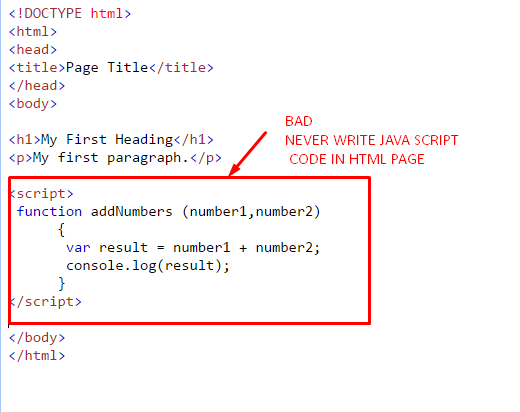 <!DOCTYPE html>
<html>
<head>
<title>Page Title</title>
</head>
<body>
BAD
NEVER WRITE JAVA SCRIPT
CODE IN HTML PAGE
<h1>My First Heading</h1>
<p>My first paragraph.</p>
<script>
function addNumbers (number1,number2)
{
var result = number1 + number2;
console.log(result);
}
</script>
</body>
</html>